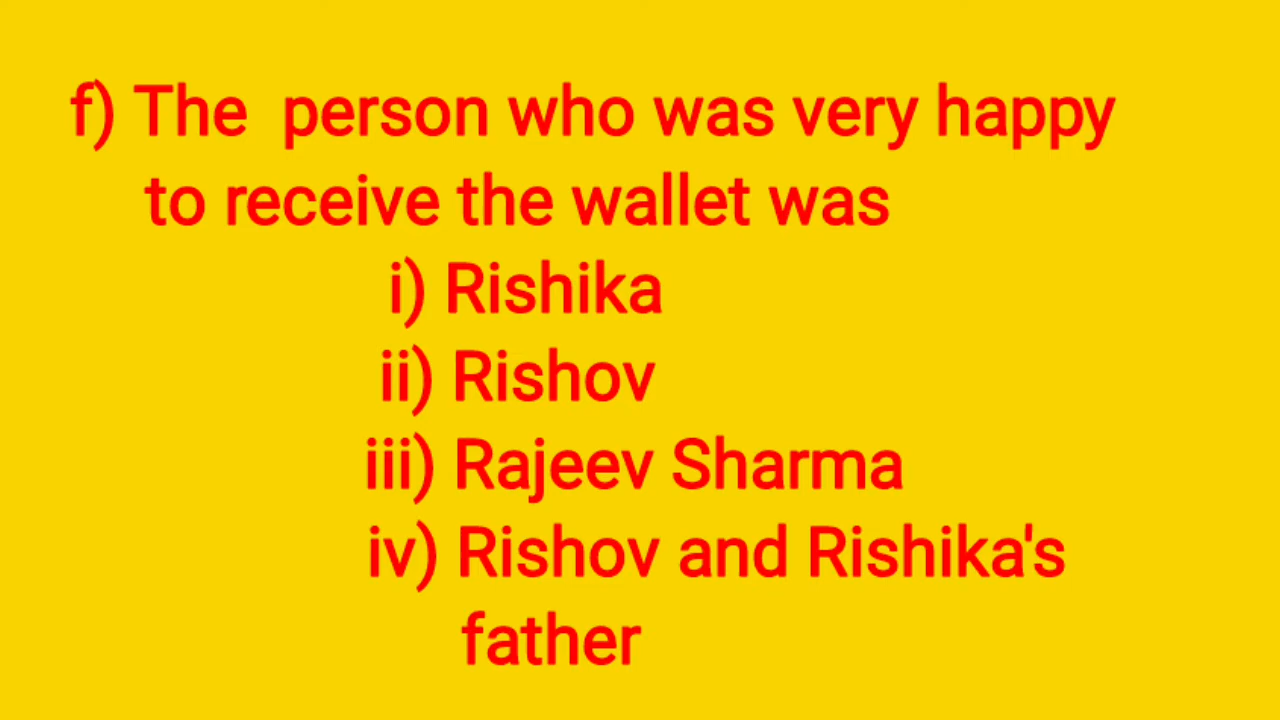 f) The person who was very happy
to receive the wallet was
i) Rishika
ii) Rishov
iii) Rajeev Sharma
iv) Rishov and Rishika's
father